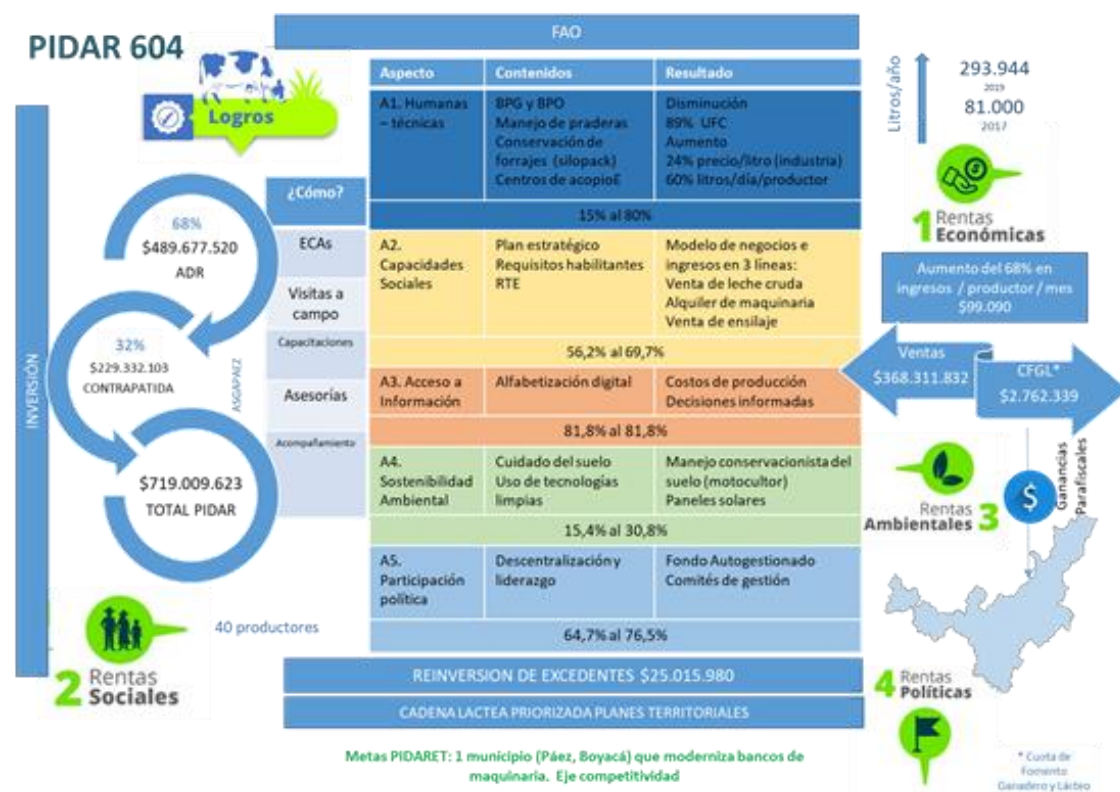 PIDAR 604
Logros
FAO
Aspecto
Contenidos
Resultado
A1. Humanas
– técnicas
BPG y BPO
Manejo de praderas
Conservación de
forrajes (silopack)
Centros de acopioE
Disminución
89% UFC
Aumento
24% precio/litro (industria)
60% litros/día/productor
15% al 80%
A2.
Capacidades
Sociales
Plan estratégico
Requisitos habilitantes
RTE
Modelo de negocios e
ingresos en 3 líneas:
Venta de leche cruda
Alquiler de maquinaria
Venta de ensilaje
56,2% al 69,7%
A3. Acceso a
Información
Alfabetización digital
Costos de producción
Decisiones informadas
81,8% al 81,8%
A4.
Sostenibilidad
Ambiental
Cuidado del suelo
Uso de tecnologías
limpias
Manejo conservacionista del
suelo (motocultor)
Paneles solares
15,4% al 30,8%
A5.
Participación
política
Descentralización y
liderazgo
Fondo Autogestionado
Comités de gestión
64,7% al 76,5%
¿Cómo?
ECAs
Visitas a
campo
Capacitaciones
Asesorías
Acompañamiento
INVERSIÓN
68%
$489.677.520
ADR
32%
$229.332.103
CONTRAPATIDA
ASGAPAEZ
$719.009.623
TOTAL PIDAR
2 Rentas
Sociales
40 productores
REINVERSION DE EXCEDENTES $25.015.980
CADENA LACTEA PRIORIZADA PLANES TERRITORIALES
Metas PIDARET: 1 municipio (Páez, Boyacá) que moderniza bancos de
maquinaria. Eje competitividad
Litros/año
293.944
2019
81.000
2017
1 Rentas
Económicas
Aumento del 68% en
ingresos / productor / mes
$99.090
Ventas
$368.311.832
CFGL*
$2.762.339
Ganancias
Parafiscales
$
Rentas
Ambientales 3
4 Rentas
Políticas
* Cuota de
Fomento
Ganadero y Lácteo